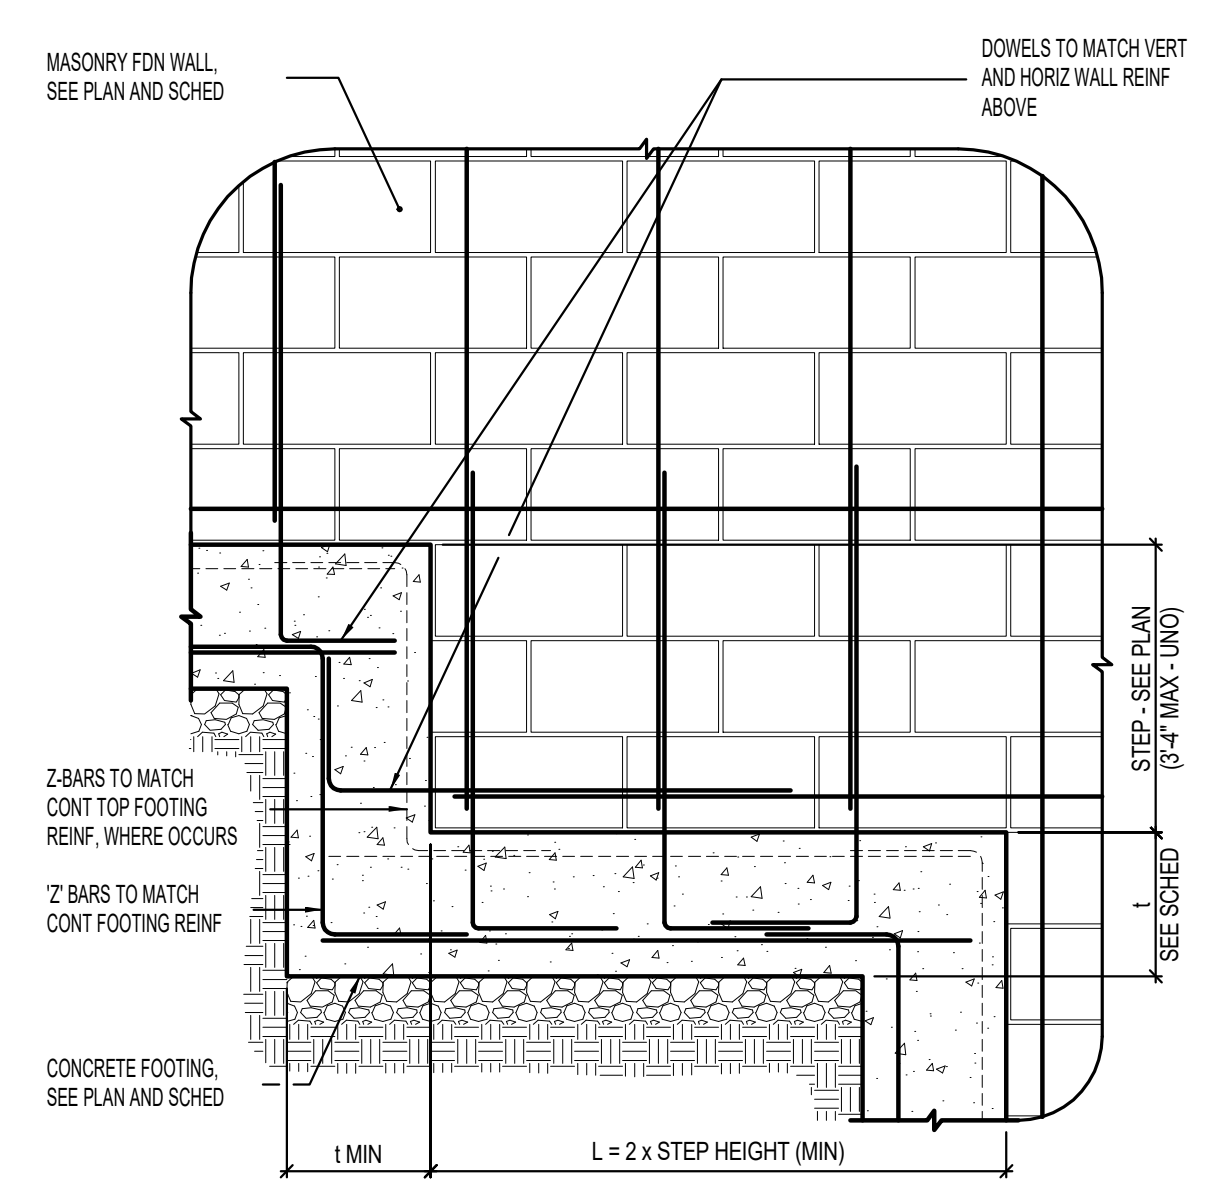 MASONRY FDN WALL,
SEE PLAN AND SCHED
DOWELS TO MATCH VERT
AND HORIZ WALL REINF
ABOVE
STEP - SEE PLAN
(3'-4" MAX - UNO)
Z-BARS TO MATCH
CONT TOP FOOTING
REINF, WHERE OCCURS
'Z' BARS TO MATCH
CONT FOOTING REINF
t
SEE SCHED
CONCRETE FOOTING,
SEE PLAN AND SCHED
t MIN
L = 2 x STEP HEIGHT (MIN)